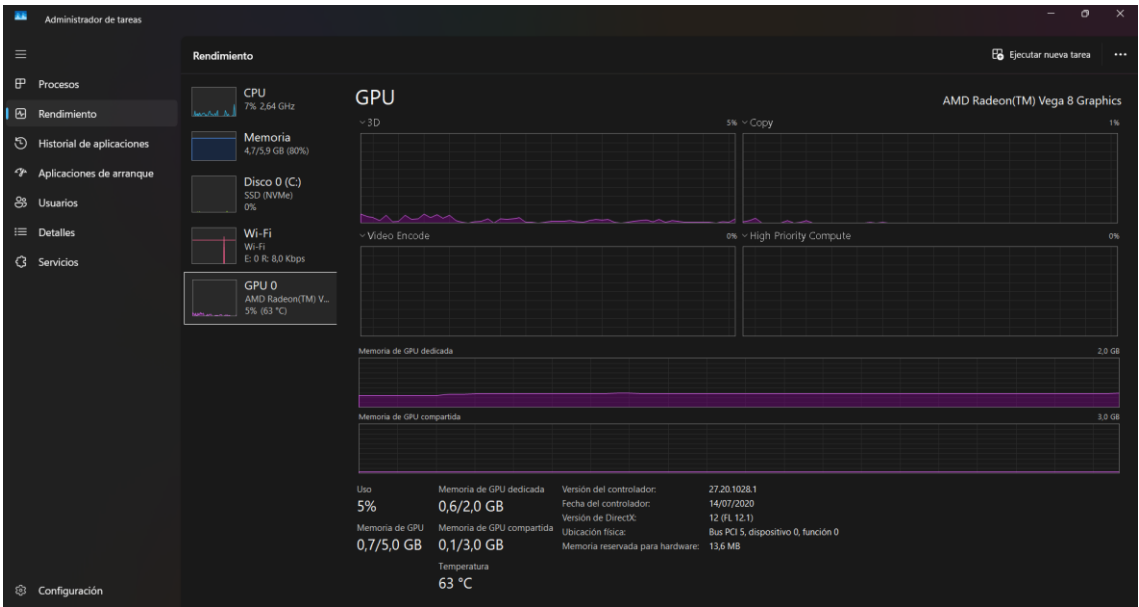 Administrador de tareas
Rendimiento
Ejecutar nueva tarea
Procesos
Rendimiento
Historial de aplicaciones
Aplicaciones de arranque
Usuarios
Detalles
Servicios
Configuración
CPU
7% 2,64 GHz
Memoria
4,7/5,9 GB (80%)
Disco 0 (C:)
SSD (NVMe)
0%
Wi-Fi
Wi-Fi
E: 0 R: 8,0 Kbps
GPU 0
AMD Radeon(TM) V...
5% (63 °C)
GPU
AMD Radeon(TM) Vega 8 Graphics
3D 5%
Copy 1%
Video Encode 0%
High Priority Compute 0%
Memoria de GPU dedicada 2,0 GB
Memoria de GPU compartida 3,0 GB
Uso
5%
Memoria de GPU dedicada
0,6/2,0 GB
Memoria de GPU
0,7/5,0 GB
Memoria de GPU compartida
0,1/3,0 GB
Temperatura
63 °C
Versión del controlador: 27.20.1028.1
Fecha del controlador: 14/07/2020
Versión de DirectX: 12 (FL 12.1)
Ubicación física: Bus PCI 5, dispositivo 0, función 0
Memoria reservada para hardware: 13,6 MB